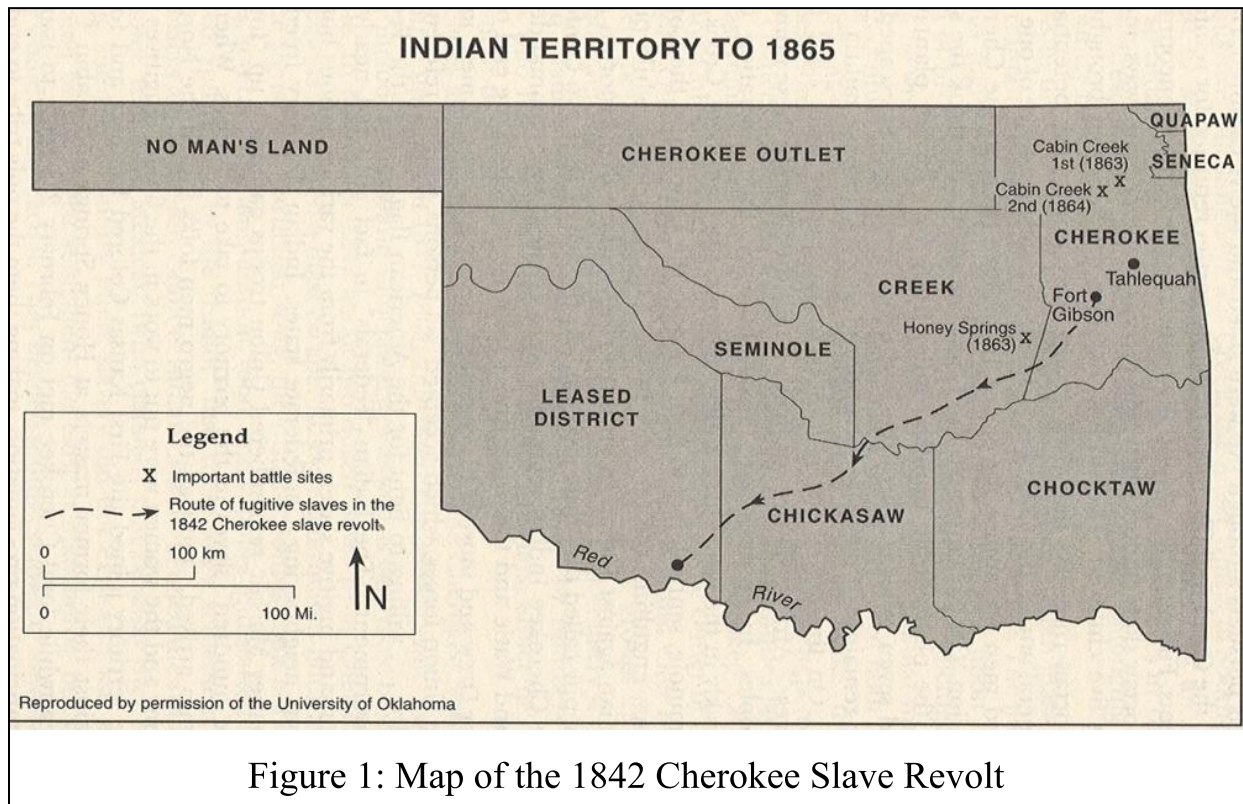 INDIAN TERRITORY TO 1865
NO MAN'S LAND
CHEROKEE OUTLET
QUAPAW
Cabin Creek
1st (1863)
SENECA
Cabin Creek x x
2nd (1864)
CHEROKEE
Tahlequah
CREEK
Fort
Gibson
Honey Springs
(1863) x
SEMINOLE
LEASED
DISTRICT
CHOCKTAW
CHICKASAW
Red
River
Legend
X Important battle sites
Route of fugitive slaves in the
1842 Cherokee slave revolt
0 100 km
0 100 Mi.
N
Reproduced by permission of the University of Oklahoma
Figure 1: Map of the 1842 Cherokee Slave Revolt